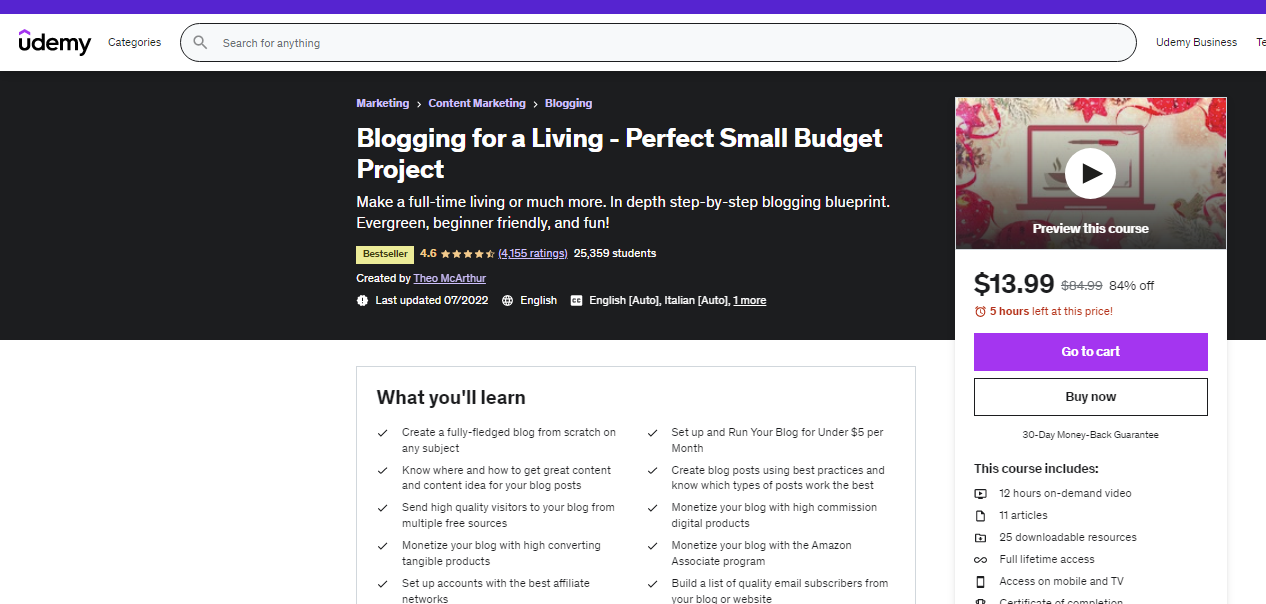 udemy
Categories
Search for anything
Udemy Business
Te
Marketing > Content Marketing > Blogging
Blogging for a Living - Perfect Small Budget
Project
Make a full-time living or much more. In depth step-by-step blogging blueprint.
Evergreen, beginner friendly, and fun!
Bestseller 4.6 (4,155 ratings) 25,359 students
Created by Theo McArthur
Last updated 07/2022 English CC English [Auto], Italian [Auto], 1 more
Preview this course
$13.99 $84.99 84% off
5 hours left at this price!
Go to cart
Buy now
30-Day Money-Back Guarantee
This course includes:
12 hours on-demand video
11 articles
25 downloadable resources
Full lifetime access
Access on mobile and TV
Certificate of completion
What you'll learn
Create a fully-fledged blog from scratch on
any subject
Know where and how to get great content
and content idea for your blog posts
Send high quality visitors to your blog from
multiple free sources
Monetize your blog with high converting
tangible products
Set up accounts with the best affiliate
networks
Set up and Run Your Blog for Under $5 per
Month
Create blog posts using best practices and
know which types of posts work the best
Monetize your blog with high commission
digital products
Monetize your blog with the Amazon
Associate program
Build a list of quality email subscribers from
your blog or website